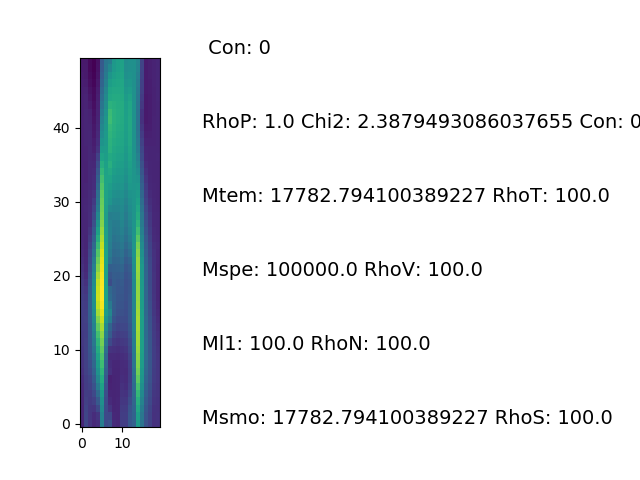 Con: 0
RhoP: 1.0 Chi2: 2.3879493086037655 Con: 0
Mtem: 17782.794100389227 RhoT: 100.0
Mspe: 100000.0 RhoV: 100.0
Ml1: 100.0 RhoN: 100.0
Msmo: 17782.794100389227 RhoS: 100.0
40
30
20
10
0
0 10